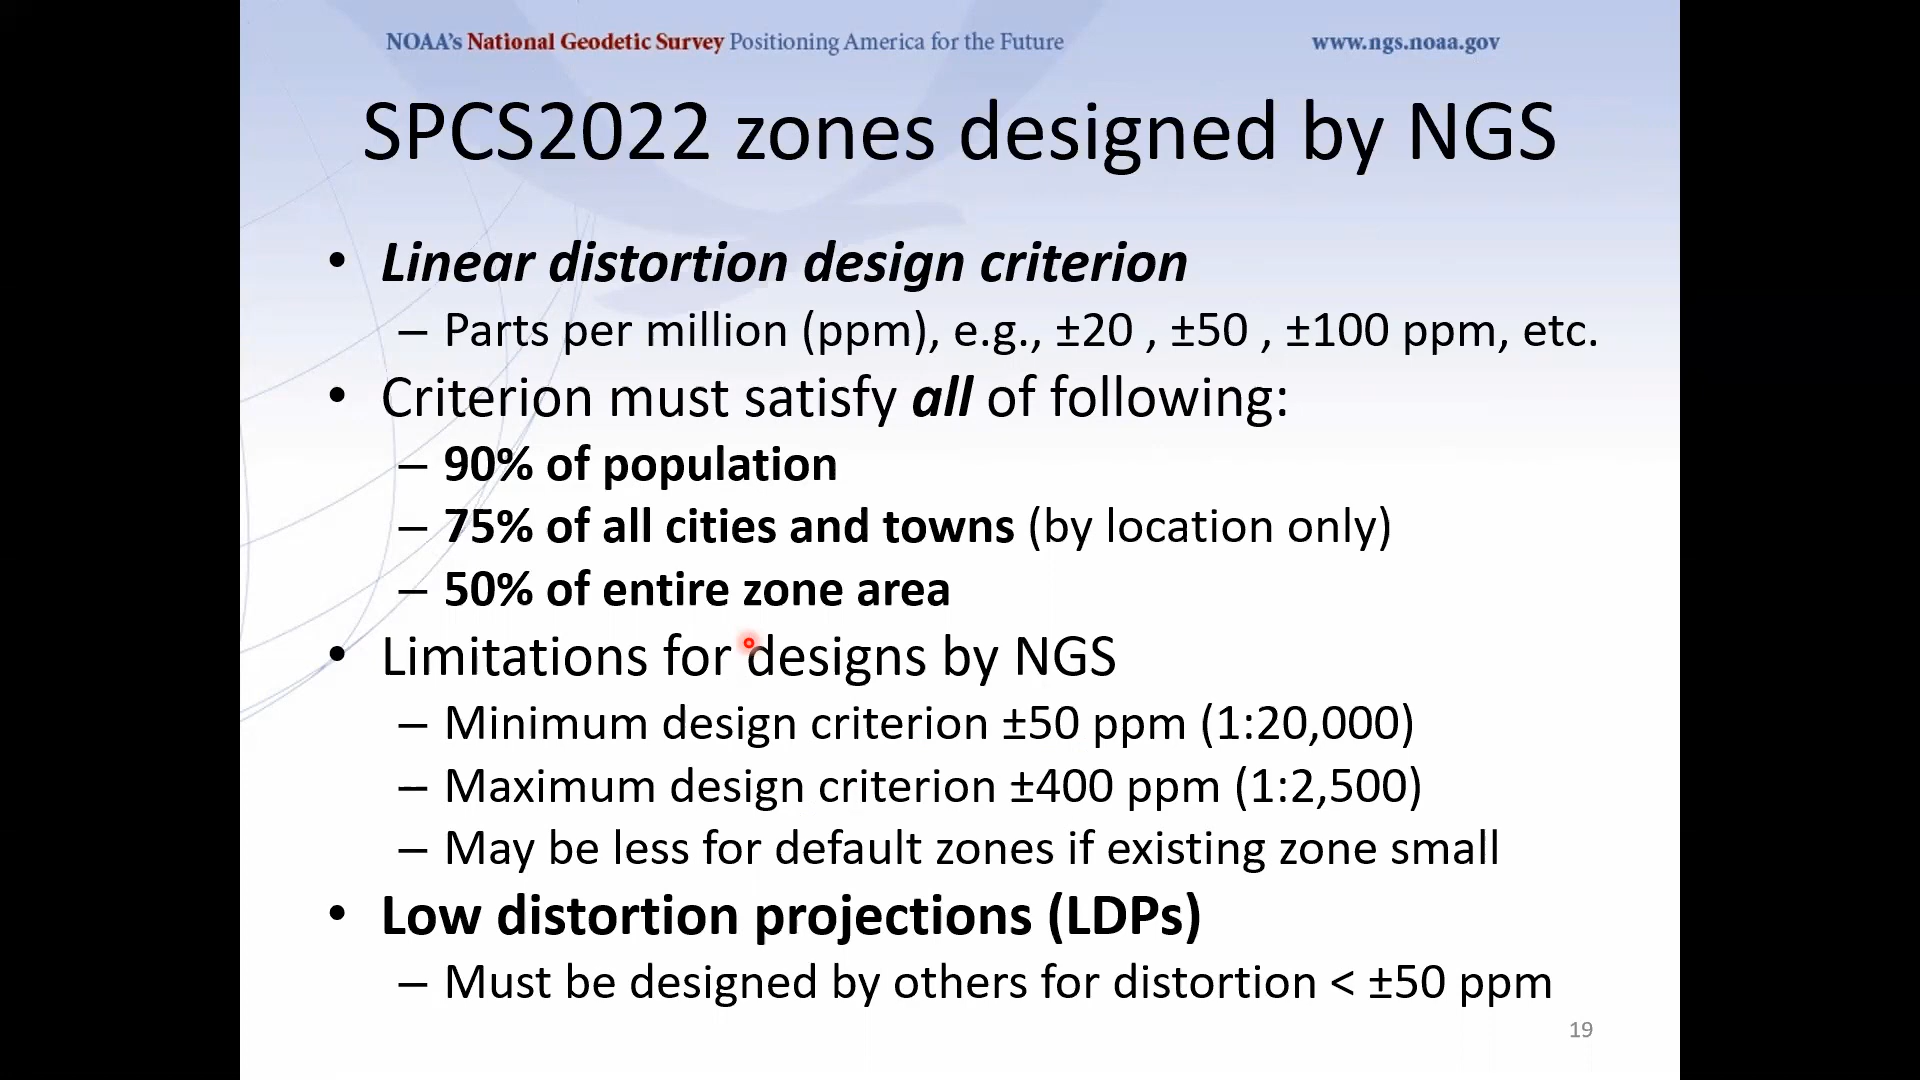 NOAA's National Geodetic Survey Positioning America for the Future www.ngs.noaa.gov
SPCS2022 zones designed by NGS
• Linear distortion design criterion
– Parts per million (ppm), e.g., ±20 , ±50 , ±100 ppm, etc.
• Criterion must satisfy all of following:
– 90% of population
– 75% of all cities and towns (by location only)
– 50% of entire zone area
• Limitations for designs by NGS
– Minimum design criterion ±50 ppm (1:20,000)
– Maximum design criterion ±400 ppm (1:2,500)
– May be less for default zones if existing zone small
• Low distortion projections (LDPs)
– Must be designed by others for distortion < ±50 ppm
19